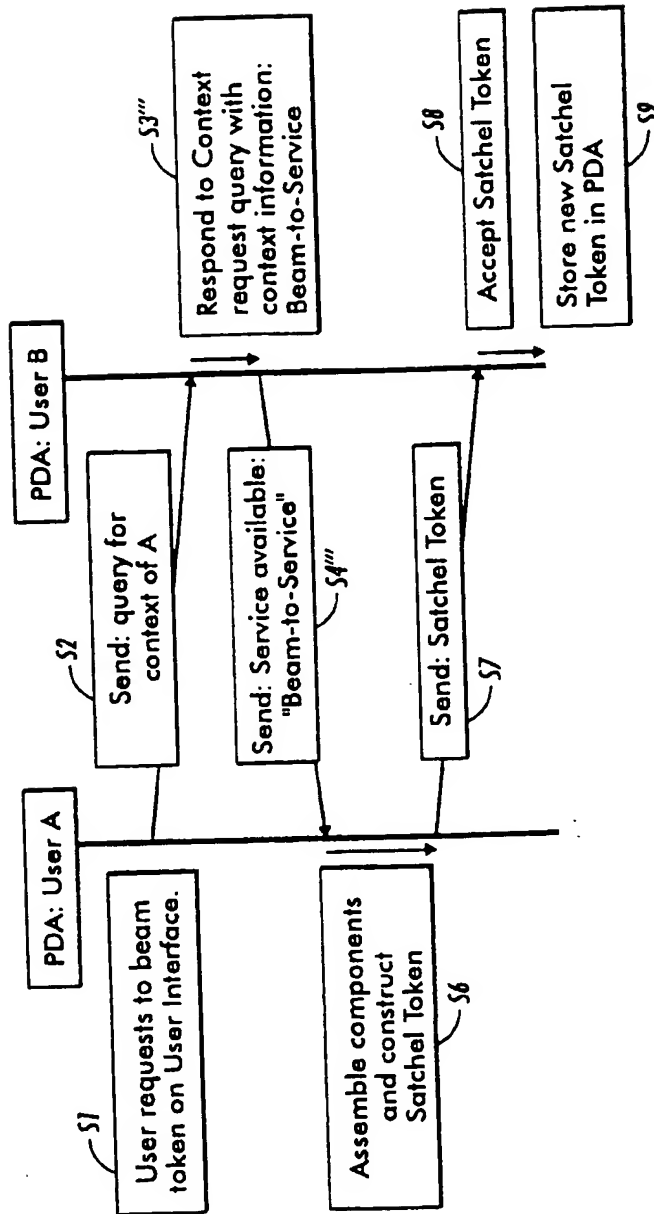 PDA: User A
PDA: User B
S1
User requests to beam
token on User Interface.
S2
Send: query for
context of A
S3'''
Respond to Context
request query with
context information:
Beam-to-Service
Send: Service available:
"Beam-to-Service"
S4'''
Assemble components
and construct
Satchel Token
S6
Send: Satchel Token
S7
S8
Accept Satchel Token
Store new Satchel
Token in PDA
S9